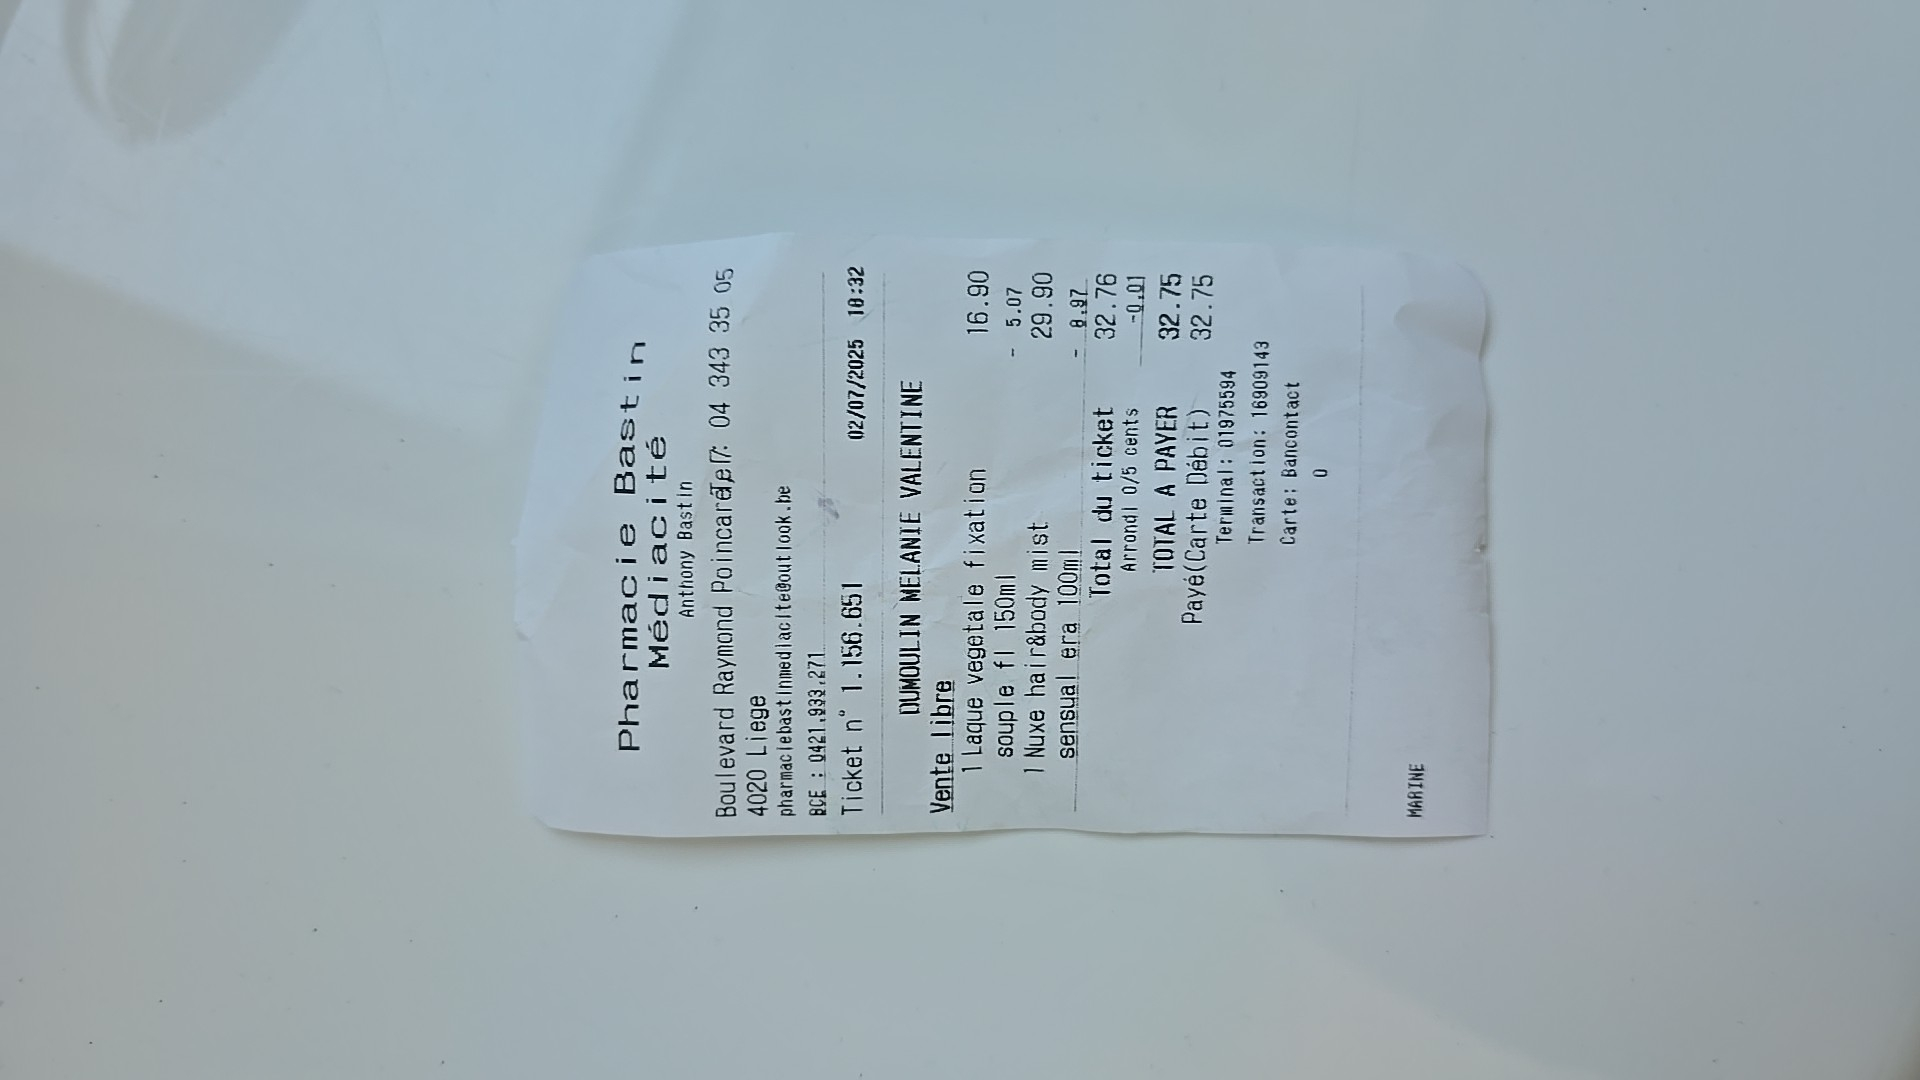 Pharmacie Bastin
Médiacité
Anthony Bastin
Boulevard Raymond Poincaré 7 Tel: 04 343 35 05
4020 Liege
pharmaciebastinmediacite@outlook.be
BCE : 0421.933.271
Ticket n° 1.156.651 02/07/2025 18:32
DUMOULIN MELANIE VALENTINE
Vente libre
1 Laque vegetale fixation 16.90
souple fl 150ml - 5.07
1 Nuxe hair&body mist 29.90
sensual era 100ml - 8.97
Total du ticket 32.76
Arrondi 0/5 cents -0.01
TOTAL A PAYER 32.75
Payé(Carte Débit) 32.75
Terminal: 01975594
Transaction: 16909143
Carte: Bancontact
0
MARINE